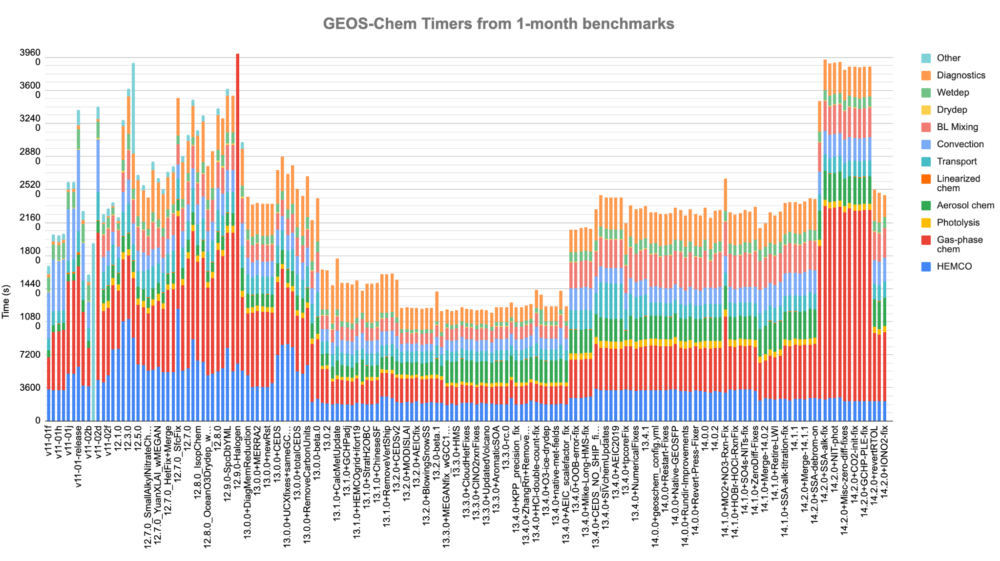 GEOS-Chem Timers from 1-month benchmarks
Time (s)
3960
0
3600
0
3240
0
2880
0
2520
0
2160
0
1800
0
1440
0
1080
0
7200
3600
0
Other
Diagnostics
Wetdep
Drydep
BL Mixing
Convection
Transport
Linearized
chem
Aerosol chem
Photolysis
Gas-phase
chem
HEMCO
v11-01f
v11-01h
v11-01j
v11-01-release
v11-02b
v11-02d
v11-02f
12.1.0
12.3.0
12.5.0
12.7.0_SmallAlkylNitrateCh...
12.7.0_YuanXLAI_wMEGAN
12.7.0_HetFix+Merge
12.7.0_SfcFix
12.7.0
12.8.0_IsopChem
12.8.0_OceanO3Drydep_w...
12.8.0
12.9.0-SpcDbYML
12.9.0-Halogen
13.0.0+DiagMemReduction
13.0.0+MERRA2
13.0.0+newRst
13.0.0+CEDS
13.0.0+UCXfixes+sameGC...
13.0.0+totalCEDS
13.0.0+RemoveCarbonUnits
13.0.0-beta.0
13.0.2
13.1.0+CalcMetUpdate
13.1.0+GCHPadj
13.1.0+HEMCOgrid+ifort19
13.1.0+StratH2OBC
13.1.0+ChineseSF
13.1.0+RemoveVertShip
13.2.0+CEDSv2
13.2.0+MODISLAI
13.2.0+AEICfix
13.2.0+BlowingSnowSS
13.2.0-beta.1
13.3.0+MEGANfix_wGCC1...
13.3.0+HMS
13.3.0+CloudHetFixes
13.3.0+ClNO2rxnFixes
13.3.0+UpdatedVolcano
13.3.0+AromaticSOA
13.3.0-rc.0
13.4.0+KPP_precision_fix
13.4.0+ZhangRn+Remove...
13.4.0+HCl-double-count-fix
13.4.0+O3-ice-drydep
13.4.0+native-met-fields
13.4.0+AEIC_scalefactor_fix
13.4.0+OOB-error-fix
13.4.0+Mike-Long-HMS-fix
13.4.0+CEDS_NO_SHIP_fi...
13.4.0+SIVchemUpdates
13.4.0+AEIC2019
13.4.0+tpcoreFix
13.4.0+NumericalFixes
13.4.1
14.0.0+geoschem_config.yml
14.0.0+Restart-Fixes
14.0.0+Native-GEOSFP
14.0.0+Rundir-Improvements
14.0.0+Revert-Press-Fixer
14.0.0
14.0.2
14.1.0+MO2+NO3-Rxn-Fix
14.1.0+HOBr-HOCl-RxnFix
14.1.0+SO4s-NITs-fix
14.1.0+ZeroDiff-Fixes
14.1.0+Merge-14.0.2
14.1.0+Retire-LWI
14.1.0+SSA-alk-titration-fix
14.1.1
14.2.0+Merge-14.1.1
14.2.0+SSA-debrom-on
14.2.0+SSA-alk-fix
14.2.0+NIT-phot
14.2.0+Misc-zero-diff-fixes
14.2.0+CO2-init-fix
14.2.0+GCHP-PLE-fix
14.2.0+revertRTOL
14.2.0+IONO2-fix